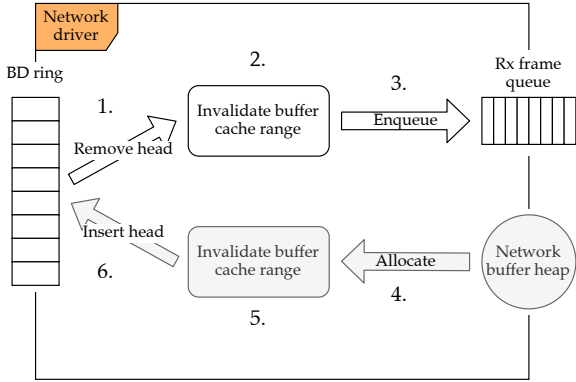 Network
driver
BD ring
1.
Remove head
2.
Invalidate buffer
cache range
3.
Enqueue
Rx frame
queue
Network
buffer heap
Allocate
4.
Invalidate buffer
cache range
5.
Insert head
6.